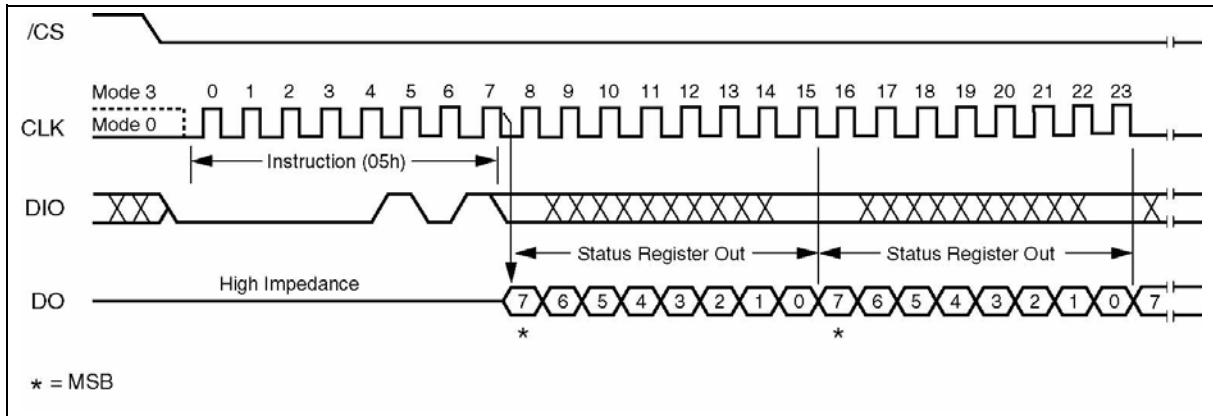 /CS
Mode 3 0 1 2 3 4 5 6 7 8 9 10 11 12 13 14 15 16 17 18 19 20 21 22 23
CLK Mode 0
Instruction (05h)
DIO
Status Register Out Status Register Out
High Impedance
DO 7 6 5 4 3 2 1 0 7 6 5 4 3 2 1 0 7
* *
* = MSB